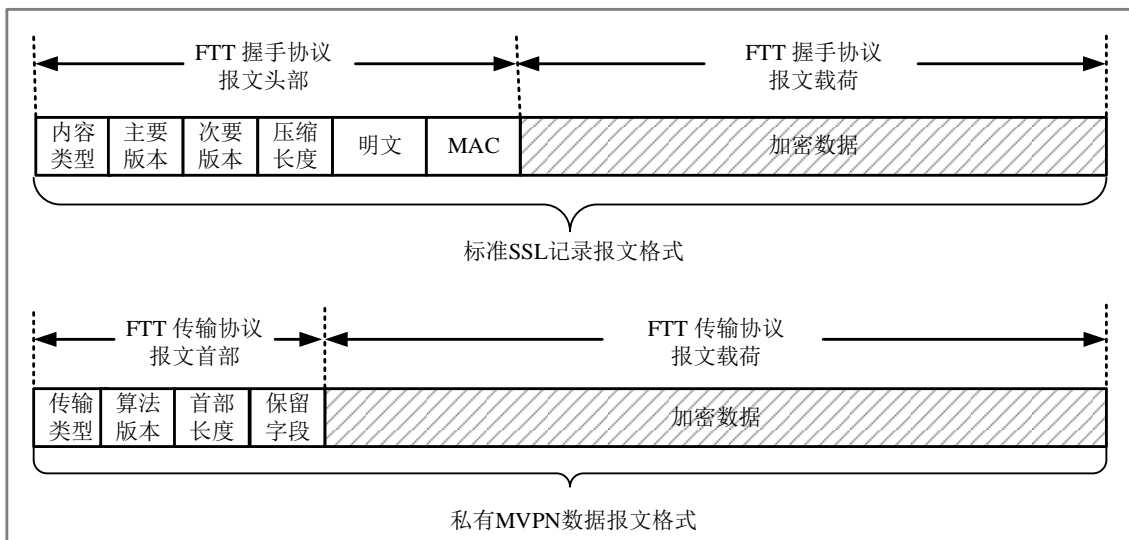 FTT 握手协议
报文头部
FTT 握手协议
报文载荷
内容
类型
主要
版本
次要
版本
压缩
长度
明文
MAC
加密数据
标准SSL记录报文格式
FTT 传输协议
报文首部
FTT 传输协议
报文载荷
传输
类型
算法
版本
首部
长度
保留
字段
加密数据
私有MVPN数据报文格式